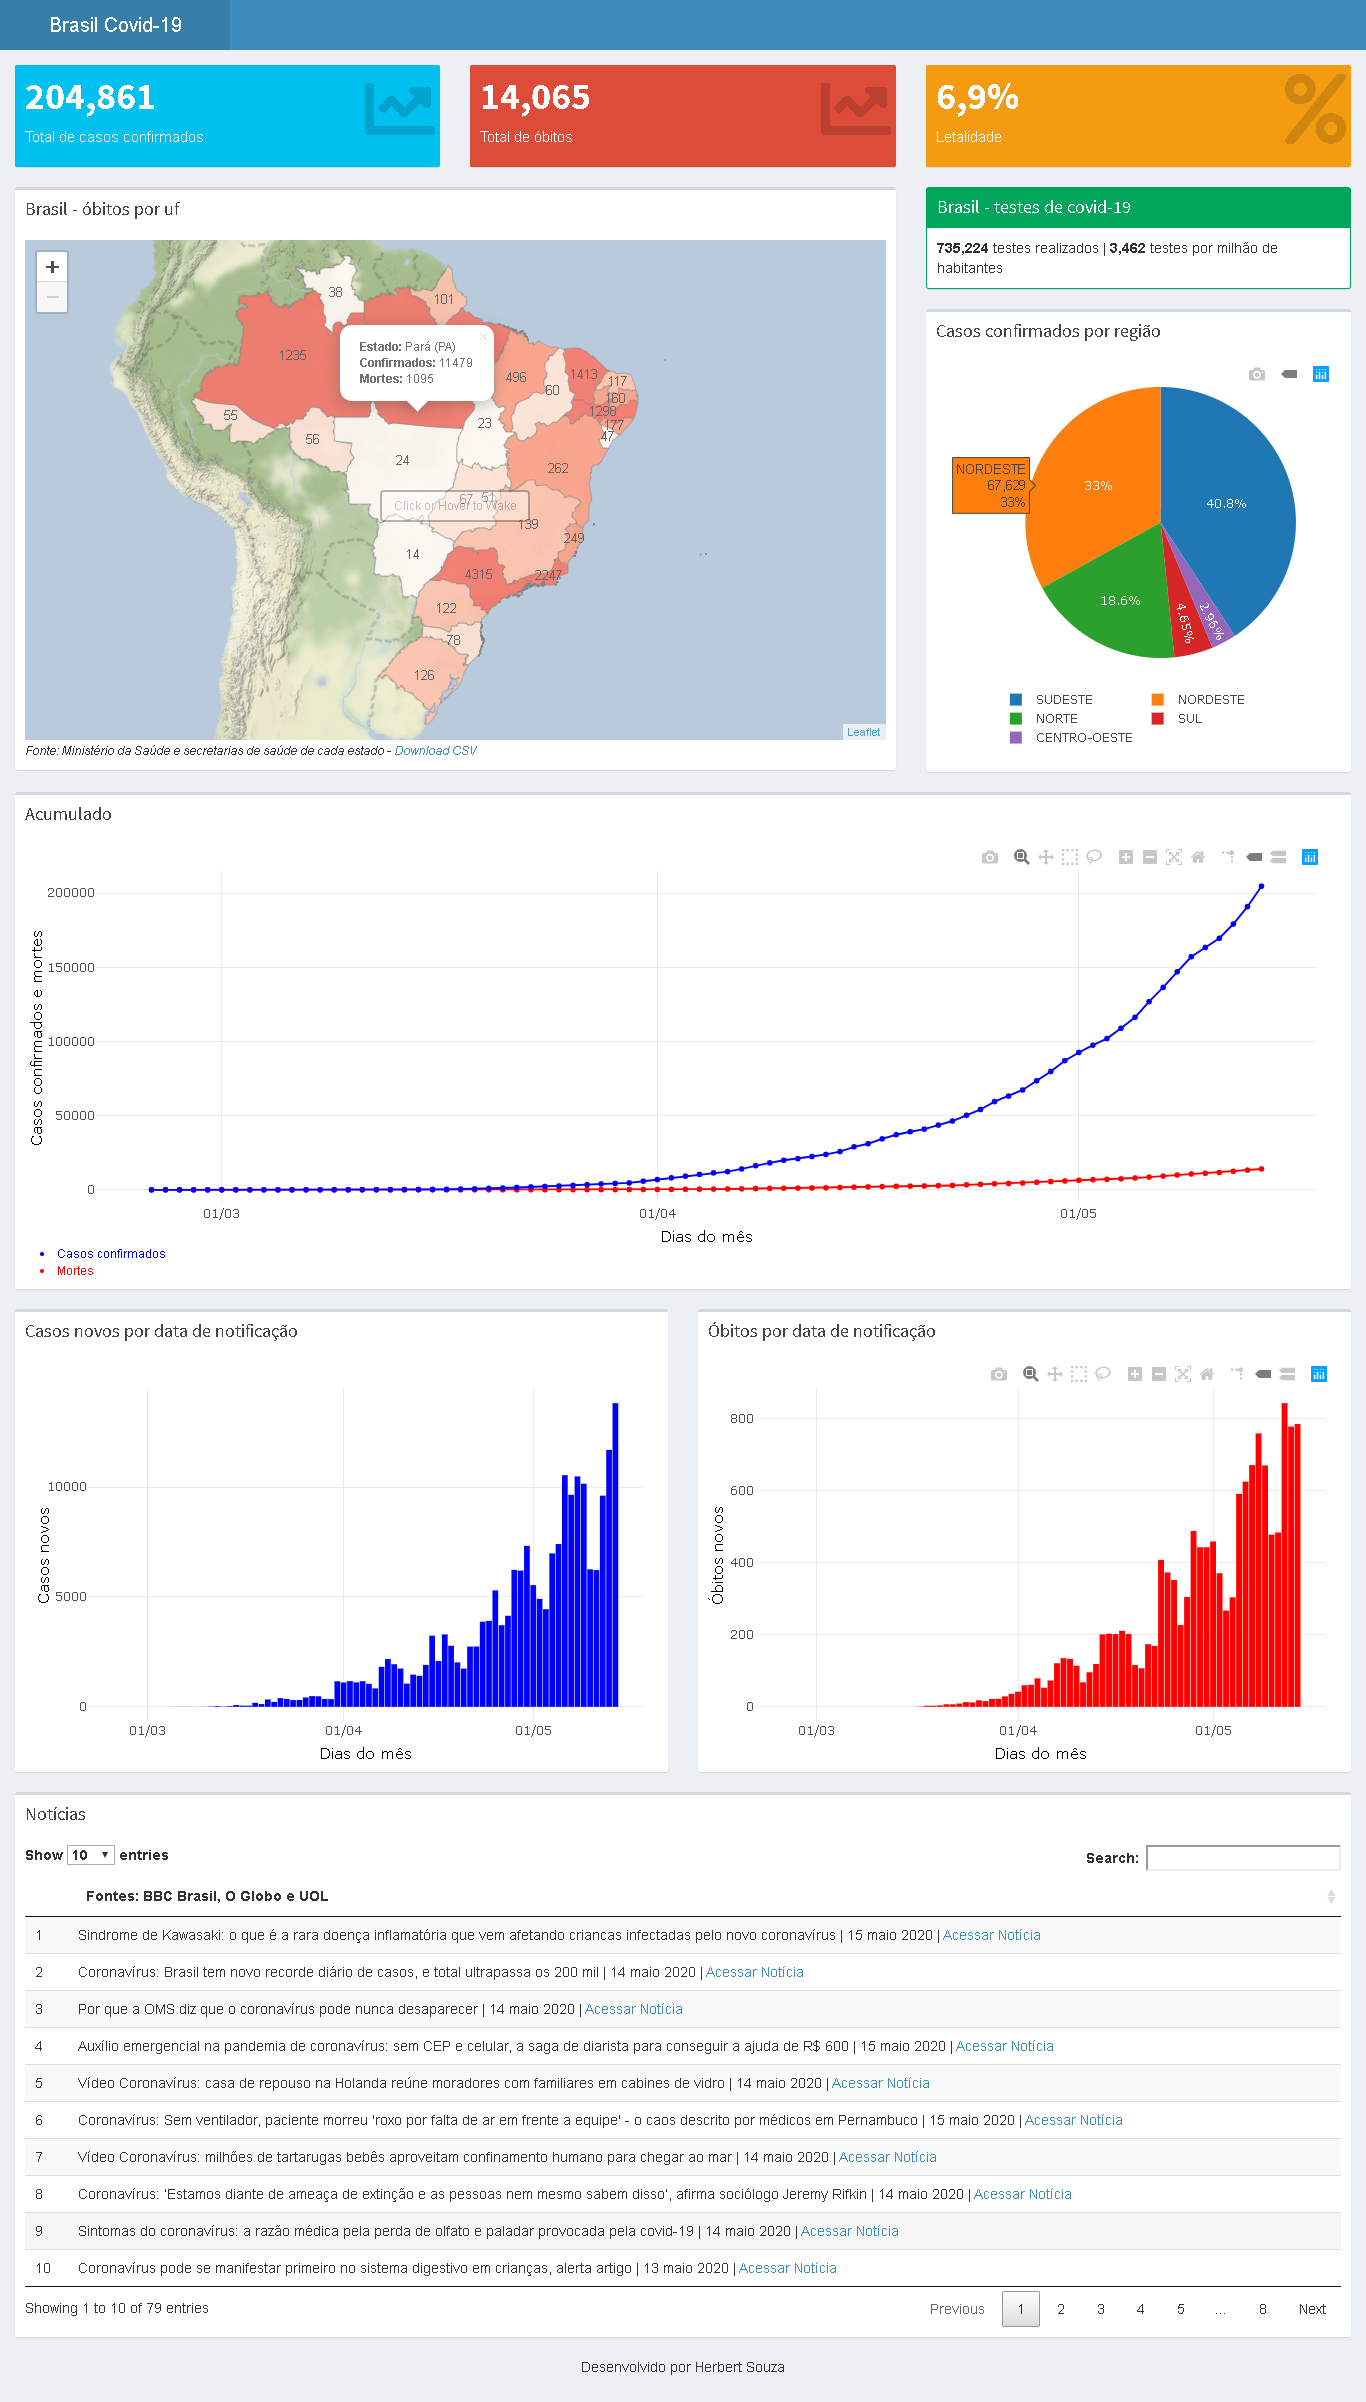 Brasil Covid-19
204,861
Total de casos confirmados
14,065
Total de óbitos
6,9%
Letalidade
Brasil - óbitos por uf
+
−
38
101
1235
Estado: Pará (PA)
Confirmados: 11479
Mortes: 1095
×
496
60
1413
117
160
1298
177
47
55
56
24
23
262
67
51
Click or Hover to Wake
139
249
14
4315
2247
122
78
126
Leaflet
Fonte: Ministério da Saúde e secretarias de saúde de cada estado - Download CSV
Brasil - testes de covid-19
735,224 testes realizados | 3,462 testes por milhão de
habitantes
Casos confirmados por região
NORDESTE
67,629
33%
33%
40.8%
18.6%
4.65%
2.96%
SUDESTE
NORDESTE
NORTE
SUL
CENTRO-OESTE
Acumulado
Casos confirmados e mortes
200000
150000
100000
50000
0
01/03
01/04
01/05
Dias do mês
Casos confirmados
Mortes
Casos novos por data de notificação
Casos novos
10000
5000
0
01/03
01/04
01/05
Dias do mês
Óbitos por data de notificação
Óbitos novos
800
600
400
200
0
01/03
01/04
01/05
Dias do mês
Notícias
Show 10 entries
Search:
Fontes: BBC Brasil, O Globo e UOL
1 Sindrome de Kawasaki: o que é a rara doença inflamatória que vem afetando criancas infectadas pelo novo coronavírus | 15 maio 2020 | Acessar Notícia
2 Coronavírus: Brasil tem novo recorde diário de casos, e total ultrapassa os 200 mil | 14 maio 2020 | Acessar Notícia
3 Por que a OMS diz que o coronavírus pode nunca desaparecer | 14 maio 2020 | Acessar Notícia
4 Auxílio emergencial na pandemia de coronavírus: sem CEP e celular, a saga de diarista para conseguir a ajuda de R$ 600 | 15 maio 2020 | Acessar Notícia
5 Vídeo Coronavírus: casa de repouso na Holanda reúne moradores com familiares em cabines de vidro | 14 maio 2020 | Acessar Notícia
6 Coronavírus: Sem ventilador, paciente morreu 'roxo por falta de ar em frente a equipe' - o caos descrito por médicos em Pernambuco | 15 maio 2020 | Acessar Notícia
7 Vídeo Coronavírus: milhões de tartarugas bebês aproveitam confinamento humano para chegar ao mar | 14 maio 2020 | Acessar Notícia
8 Coronavírus: 'Estamos diante de ameaça de extinção e as pessoas nem mesmo sabem disso', afirma sociólogo Jeremy Rifkin | 14 maio 2020 | Acessar Notícia
9 Sintomas do coronavírus: a razão médica pela perda de olfato e paladar provocada pela covid-19 | 14 maio 2020 | Acessar Notícia
10 Coronavírus pode se manifestar primeiro no sistema digestivo em crianças, alerta artigo | 13 maio 2020 | Acessar Notícia
Showing 1 to 10 of 79 entries
Previous 1 2 3 4 5 … 8 Next
Desenvolvido por Herbert Souza